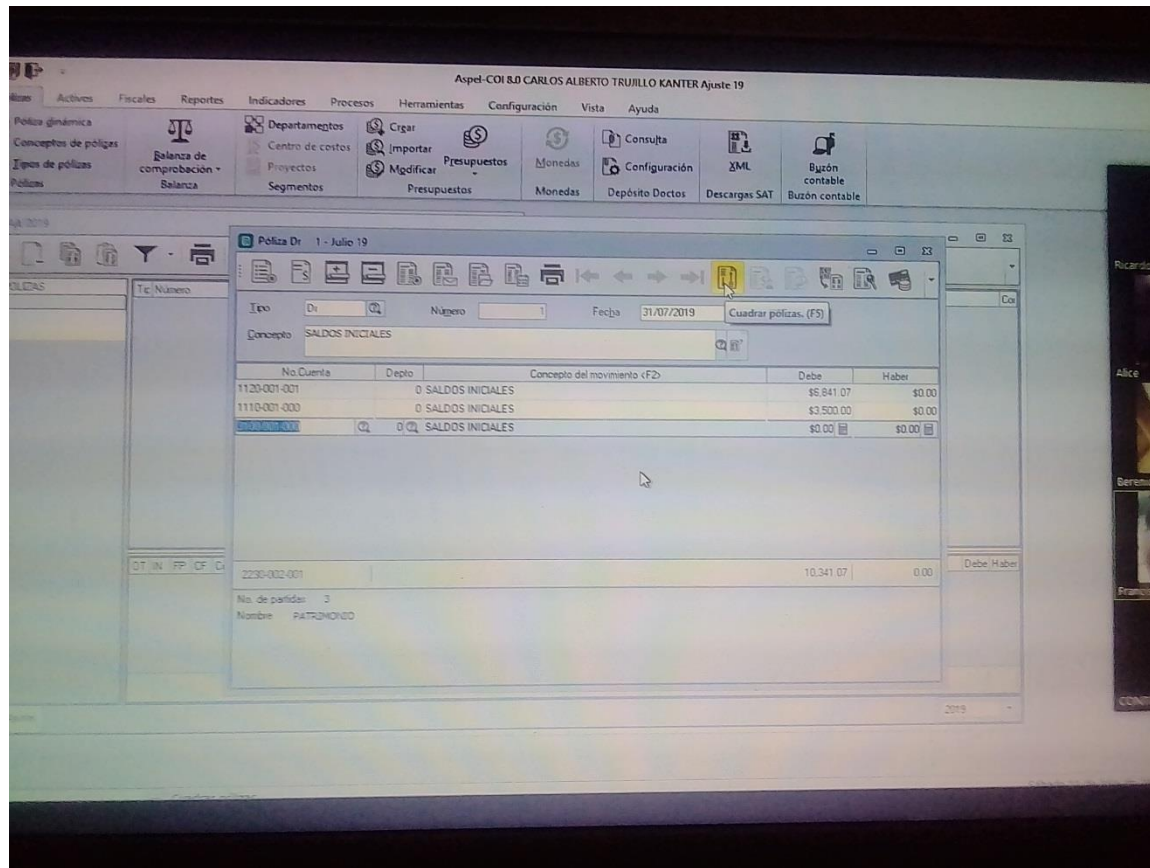 Aspel-COI 8.0 CARLOS ALBERTO TRUJILLO KANTER Ajuste 19
Activos Fiscales Reportes Indicadores Procesos Herramientas Configuración Vista Ayuda
Póliza dinámica
Conceptos de pólizas
Tipos de pólizas
Pólizas
Balanza de
comprobación
Balanza
Departamentos
Centro de costos
Proyectos
Segmentos
Crear
Importar
Modificar
Presupuestos
Presupuestos
Monedas
Monedas
Consulta
Configuración
Depósito Doctos
XML
Descargas SAT
Buzón
contable
Buzón contable
Tic Número
Póliza Dr 1 - Julio 19
Tipo Dr Número 1 Fecha 31/07/2019
Cuadrar pólizas. (F5)
Concepto SALDOS INICIALES
No.Cuenta Depto Concepto del movimiento <F2> Debe Haber
1120-001-001 0 SALDOS INICIALES $6,841.07 $0.00
1110-001-000 0 SALDOS INICIALES $3,500.00 $0.00
3100-001-000 0 SALDOS INICIALES $0.00 $0.00
2230-002-001 10,341.07 0.00
No. de partidas 3
Nombre PATRIMONIO
Debe Haber
2019
Ricardo
Alice